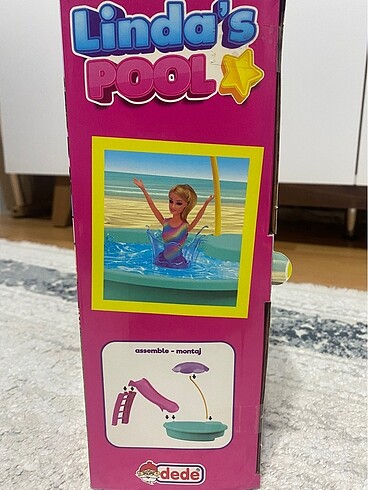 Linda's
POOL
assemble - montaj
dede